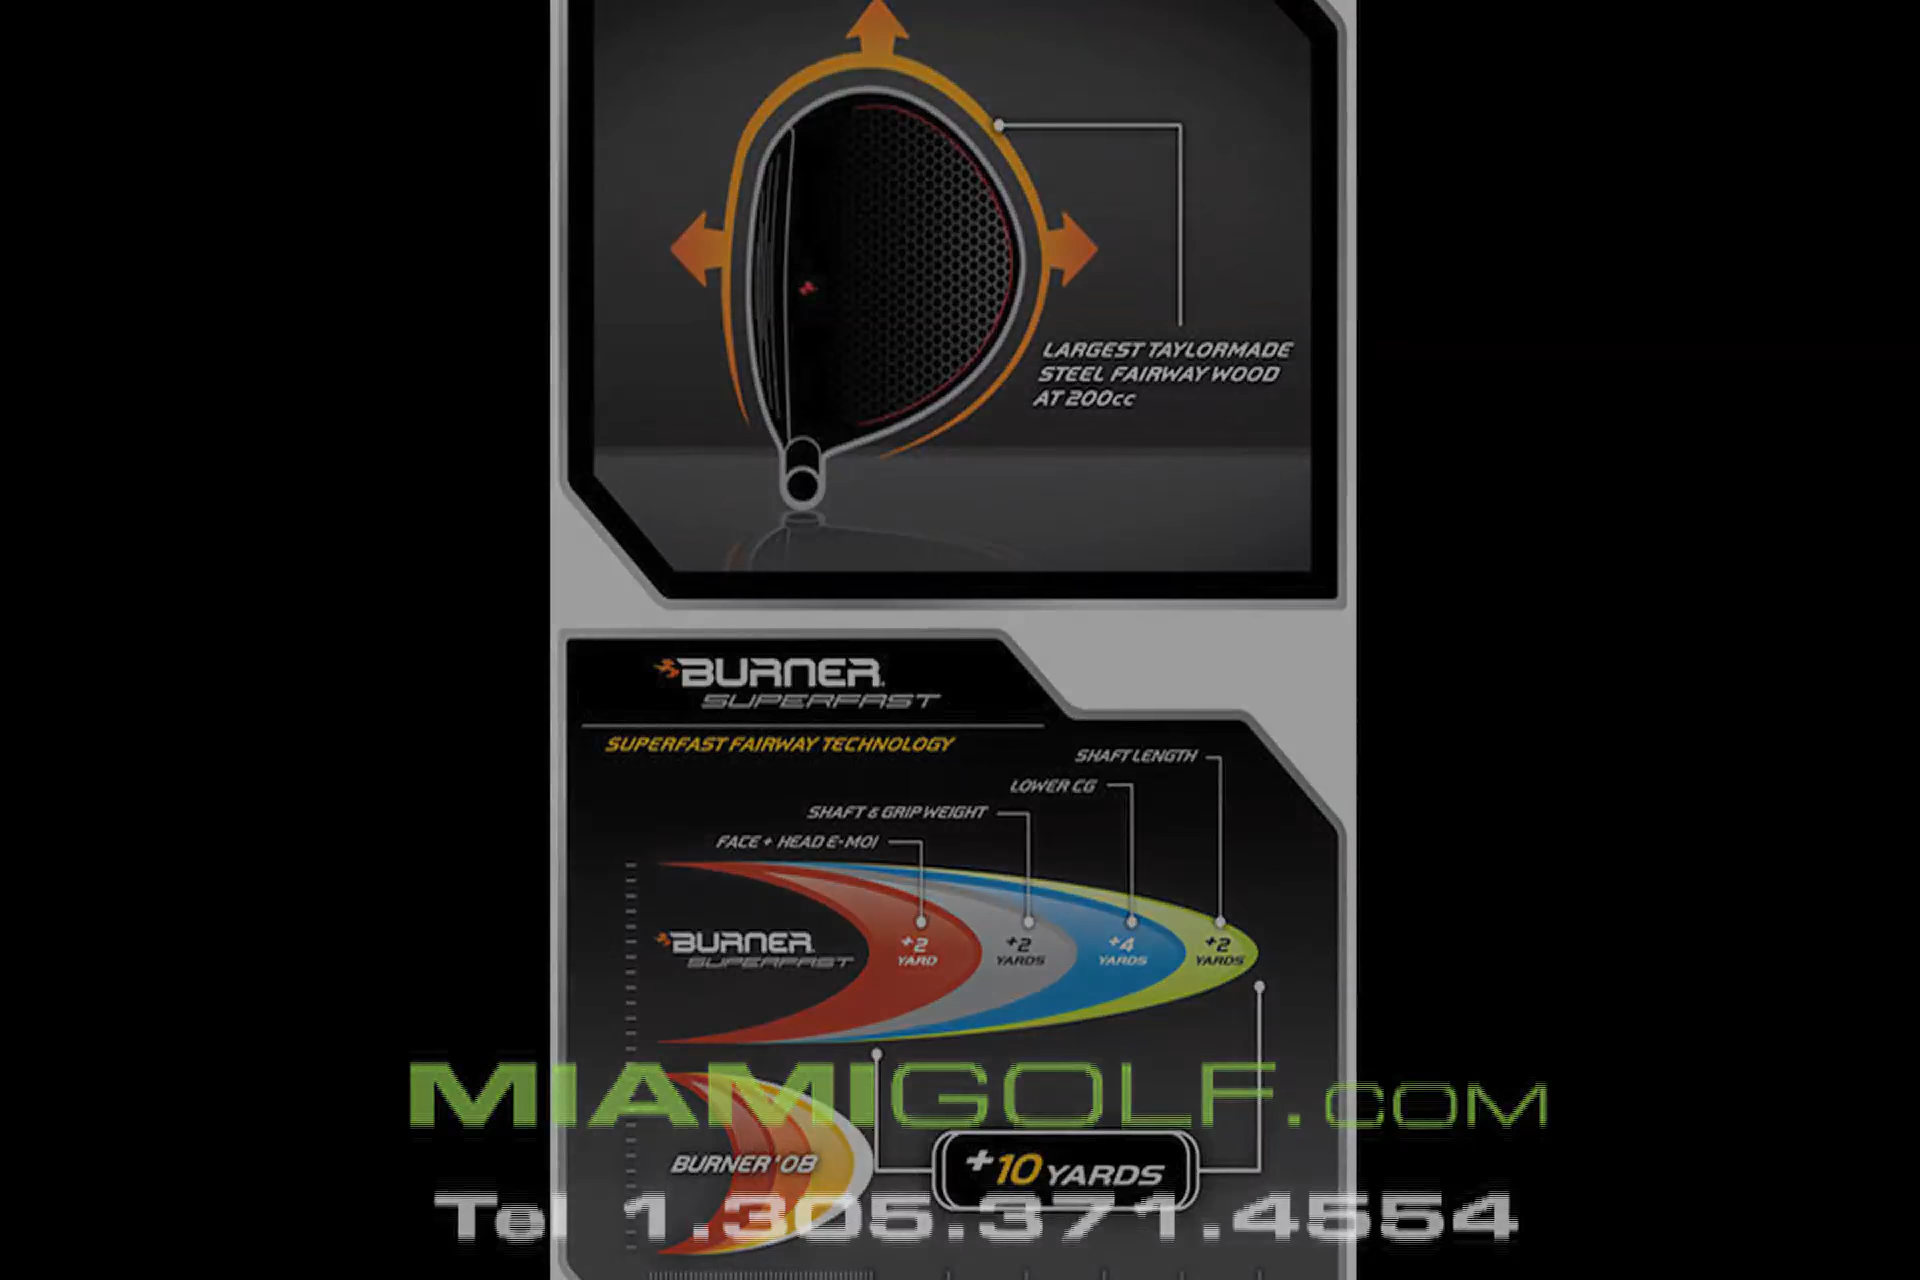 LARGEST TAYLORMADE
STEEL FAIRWAY WOOD
AT 200cc
BURNER
SUPERFAST
SUPERFAST FAIRWAY TECHNOLOGY
SHAFT LENGTH
LOWER CG
SHAFT & GRIP WEIGHT
FACE + HEAD E-MOI
BURNER
SUPERFAST
+2
YARD
+2
YARDS
+4
YARDS
+2
YARDS
MIAMIGOLF.COM
BURNER '08
+10 YARDS
Tel 1.305.371.4554